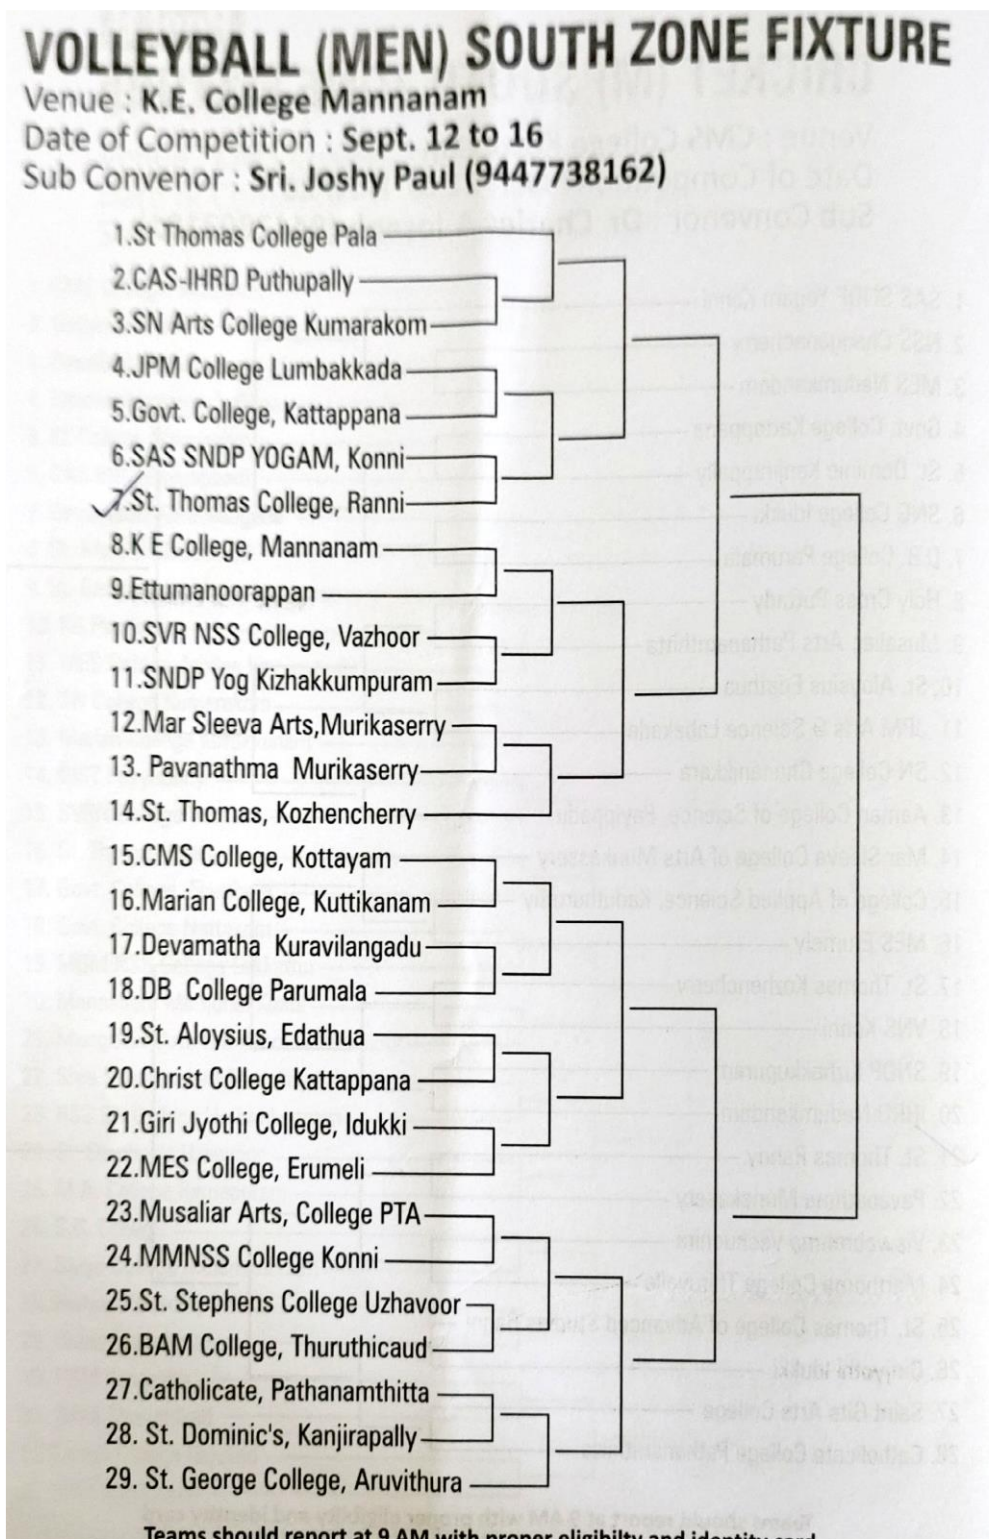 VOLLEYBALL (MEN) SOUTH ZONE FIXTURE
Venue : K.E. College Mannanam
Date of Competition : Sept. 12 to 16
Sub Convenor : Sri. Joshy Paul (9447738162)
1.St Thomas College Pala
2.CAS-IHRD Puthupally
3.SN Arts College Kumarakom
4.JPM College Lumbakkada
5.Govt. College, Kattappana
6.SAS SNDP YOGAM, Konni
7.St. Thomas College, Ranni
8.K E College, Mannanam
9.Ettumanoorappan
10.SVR NSS College, Vazhoor
11.SNDP Yog Kizhakkumpuram
12.Mar Sleeva Arts,Murikaserry
13. Pavanathma Murikaserry
14.St. Thomas, Kozhencherry
15.CMS College, Kottayam
16.Marian College, Kuttikanam
17.Devamatha Kuravilangadu
18.DB College Parumala
19.St. Aloysius, Edathua
20.Christ College Kattappana
21.Giri Jyothi College, Idukki
22.MES College, Erumeli
23.Musaliar Arts, College PTA
24.MMNSS College Konni
25.St. Stephens College Uzhavoor
26.BAM College, Thuruthicaud
27.Catholicate, Pathanamthitta
28. St. Dominic's, Kanjirapally
29. St. George College, Aruvithura
Teams should report at 9 AM with proper eligibilty and identity card